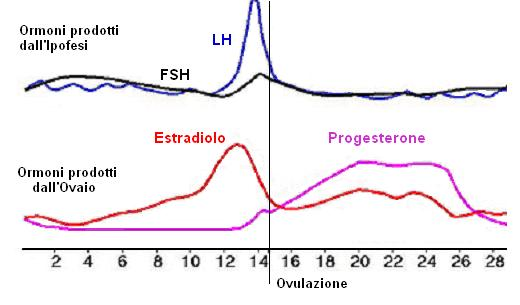 Ormoni prodotti
dall'Ipofesi
LH
FSH
Estradiolo
Progesterone
Ormoni prodotti
dall'Ovaio
2 4 6 8 10 12 14 16 18 20 22 24 26 28
Ovulazione